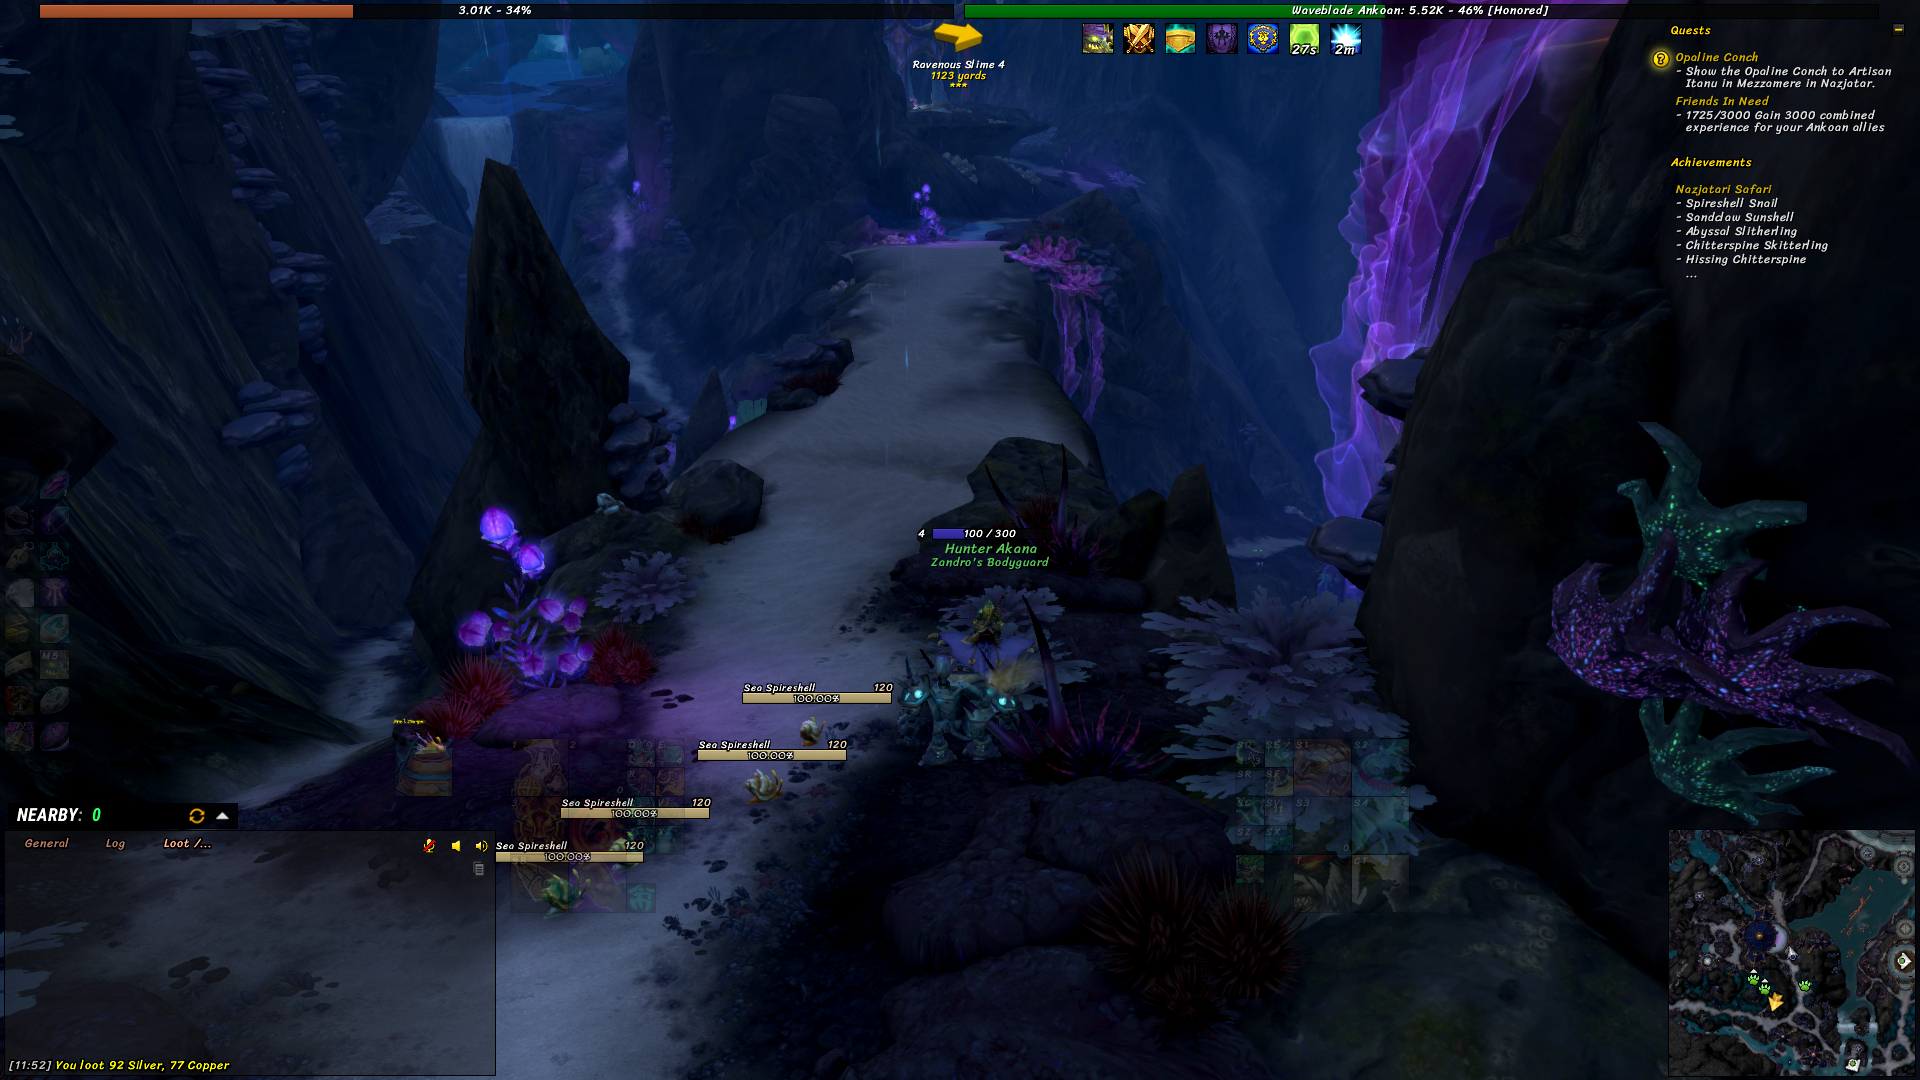 3.01K - 34%
Waveblade Ankoan: 5.52K - 46% [Honored]
Ravenous Slime 4
1123 yards
***
27s
2m
Quests
Opaline Conch
- Show the Opaline Conch to Artisan
Itanu in Mezzamere in Nazjatar.
Friends In Need
- 1725/3000 Gain 3000 combined
experience for your Ankoan allies
Achievements
Nazjatari Safari
- Spireshell Snail
- Sandclaw Sunshell
- Abyssal Slitherling
- Chitterspine Skitterling
- Hissing Chitterspine
...
4 100 / 300
Hunter Akana
Zandro's Bodyguard
Sea Spireshell 120
100.00%
Sea Spireshell 120
100.00%
Sea Spireshell 120
100.00%
Sea Spireshell 120
100.00%
NEARBY: 0
General Log Loot /...
[11:52] You loot 92 Silver, 77 Copper